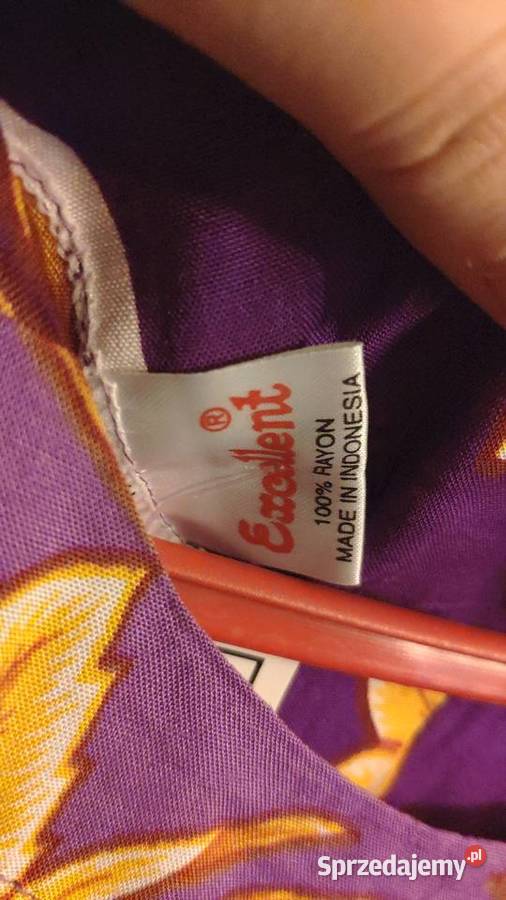 Excellent ®
100% RAYON
MADE IN INDONESIA
Sprzedajemy.pl